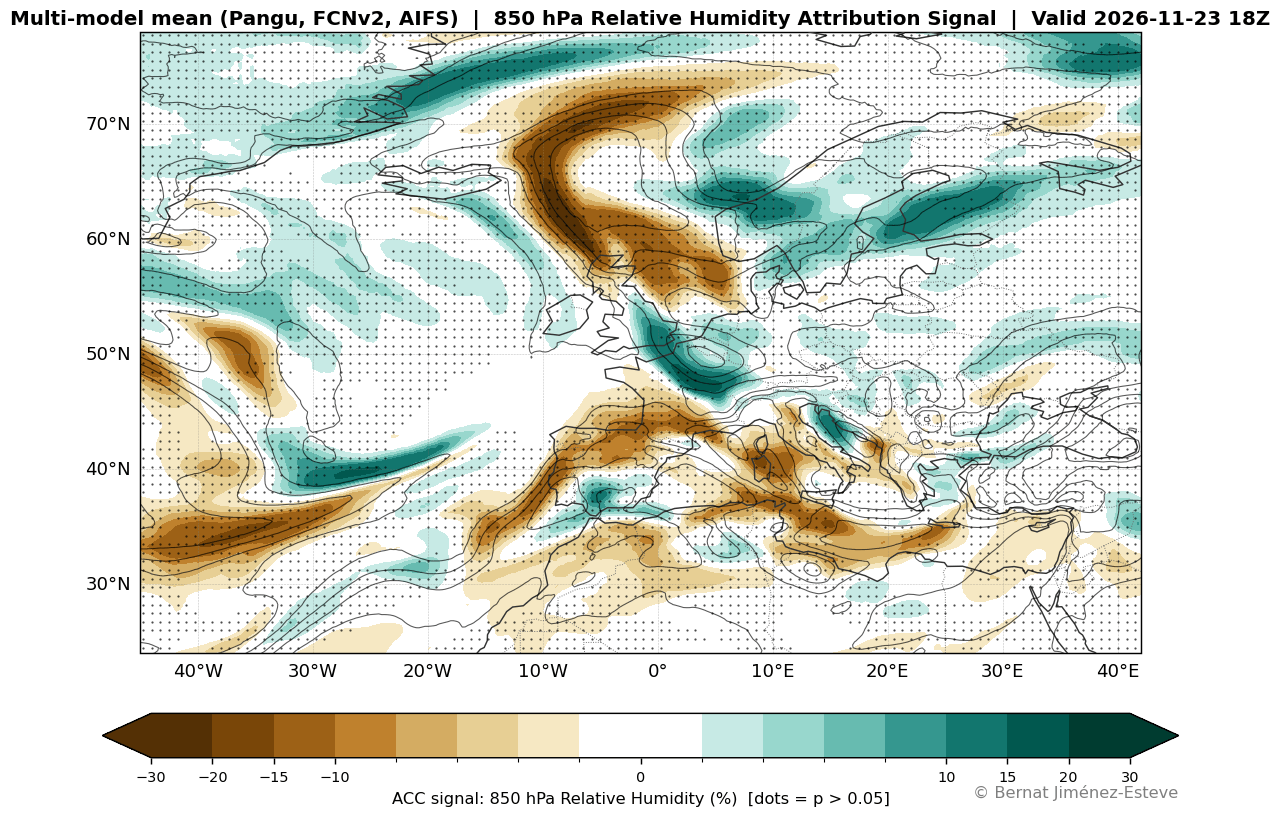 Multi-model mean (Pangu, FCNv2, AIFS)  |  850 hPa Relative Humidity Attribution Signal  |  Valid 2026-11-23 18Z
70°N
60°N
50°N
40°N
30°N
40°W 30°W 20°W 10°W 0° 10°E 20°E 30°E 40°E
−30 −20 −15 −10 0 10 15 20 30
ACC signal: 850 hPa Relative Humidity (%)  [dots = p > 0.05]
© Bernat Jiménez-Esteve